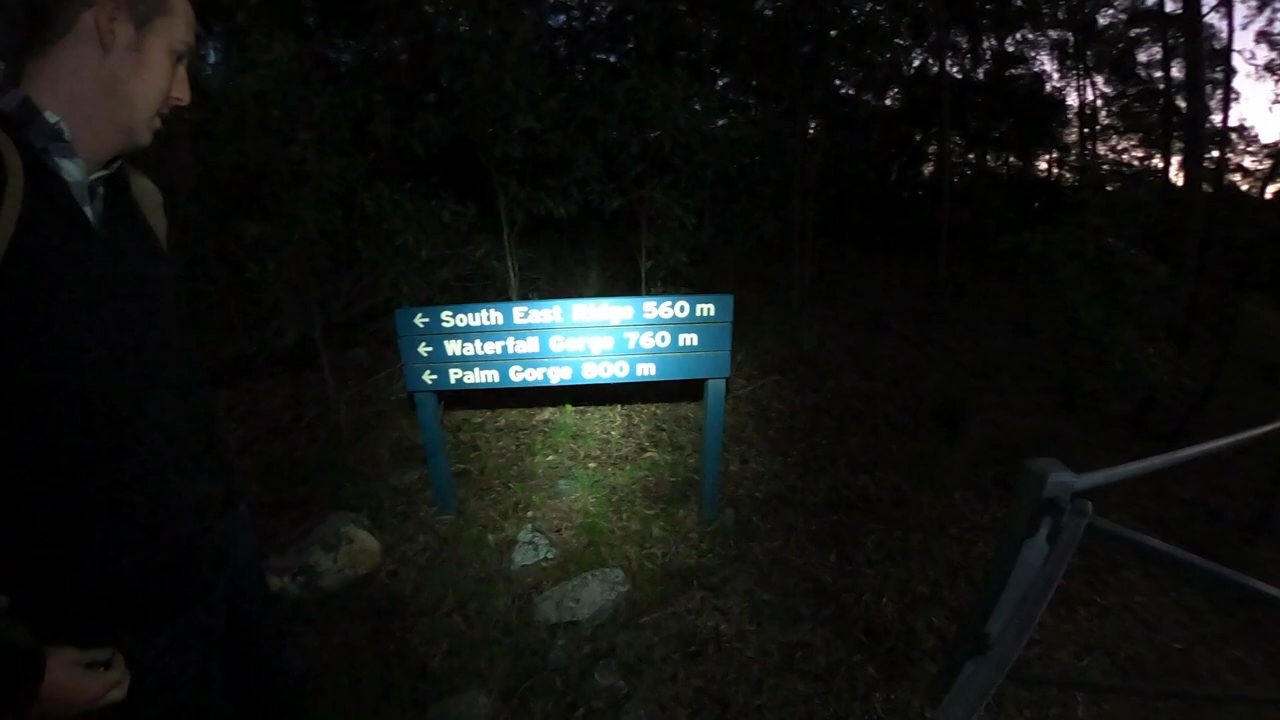 ← South East Ridge 560 m
← Waterfall Gorge 760 m
← Palm Gorge 800 m